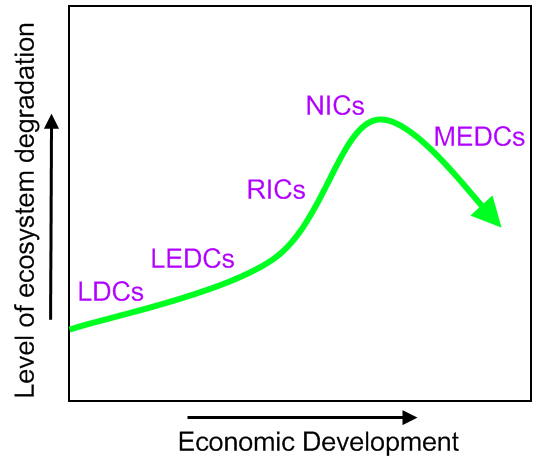 Level of ecosystem degradation
NICs
MEDCs
RICs
LEDCs
LDCs
Economic Development